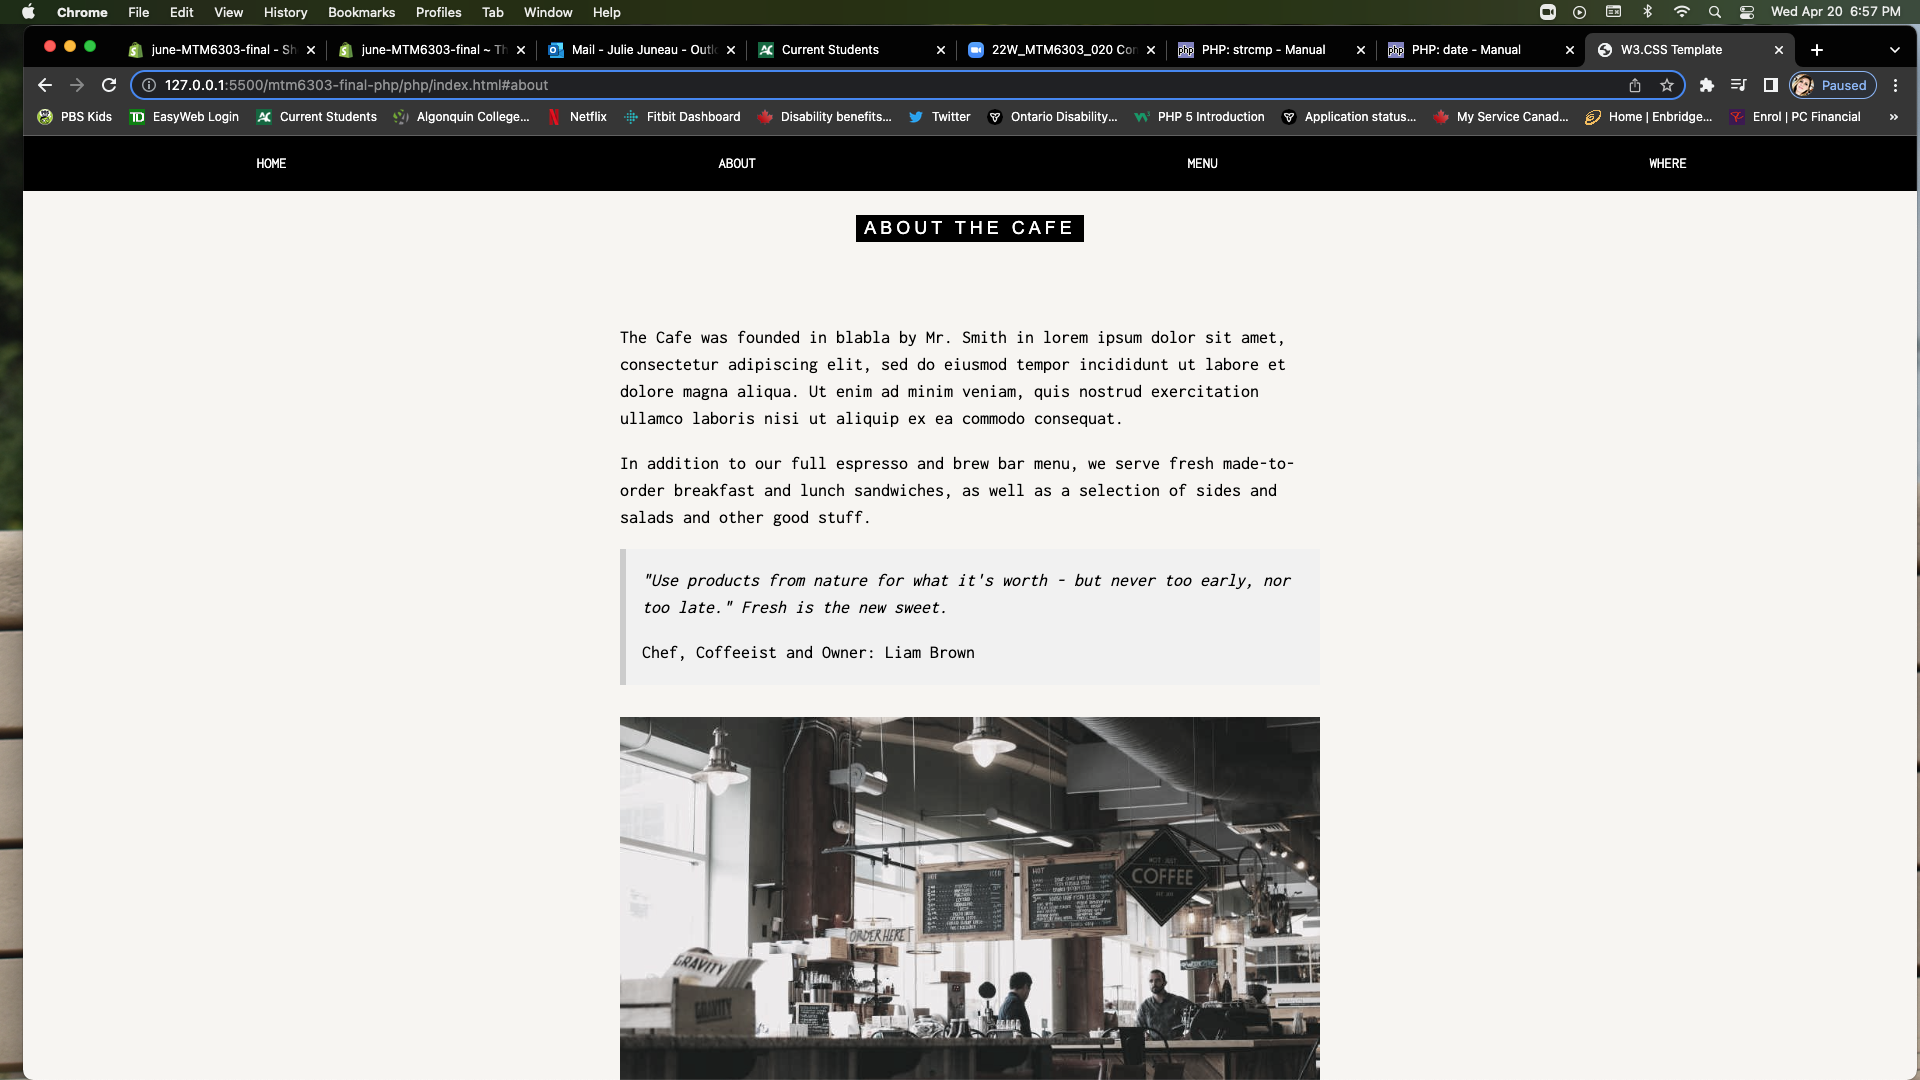 Chrome File Edit View History Bookmarks Profiles Tab Window Help Wed Apr 20 6:57 PM
june-MTM6303-final - Sh june-MTM6303-final ~ Th Mail - Julie Juneau - Outl Current Students 22W_MTM6303_020 Con PHP: strcmp - Manual PHP: date - Manual W3.CSS Template
127.0.0.1:5500/mtm6303-final-php/php/index.html#about Paused
PBS Kids EasyWeb Login Current Students Algonquin College... Netflix Fitbit Dashboard Disability benefits... Twitter Ontario Disability... PHP 5 Introduction Application status... My Service Canad... Home | Enbridge... Enrol | PC Financial »
HOME ABOUT MENU WHERE
ABOUT THE CAFE
The Cafe was founded in blabla by Mr. Smith in lorem ipsum dolor sit amet,
consectetur adipiscing elit, sed do eiusmod tempor incididunt ut labore et
dolore magna aliqua. Ut enim ad minim veniam, quis nostrud exercitation
ullamco laboris nisi ut aliquip ex ea commodo consequat.
In addition to our full espresso and brew bar menu, we serve fresh made-to-
order breakfast and lunch sandwiches, as well as a selection of sides and
salads and other good stuff.
"Use products from nature for what it's worth - but never too early, nor
too late." Fresh is the new sweet.
Chef, Coffeeist and Owner: Liam Brown
NOT JUST
COFFEE
HOT ICED
HOT
ORDER HERE
GRAVITY
GRAVITY